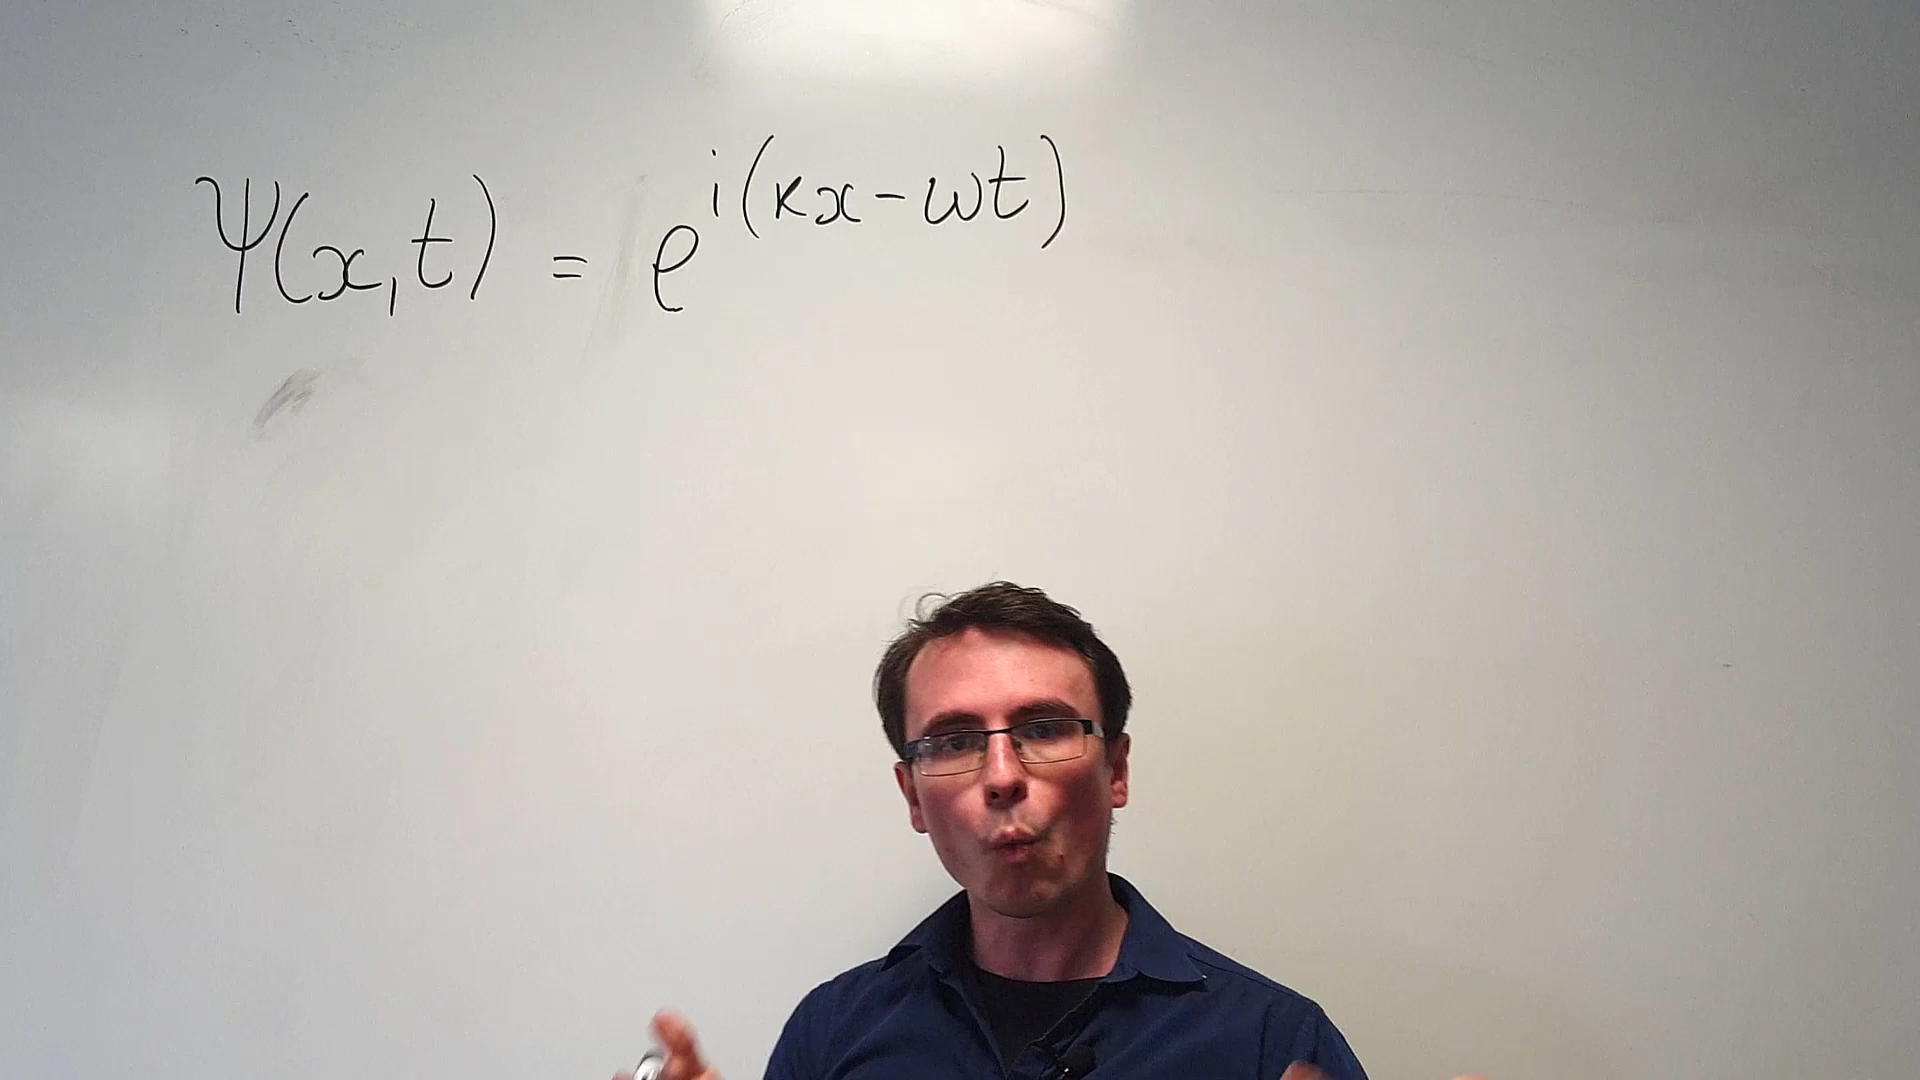 Ψ(x,t) = e^{i(kx-ωt)}